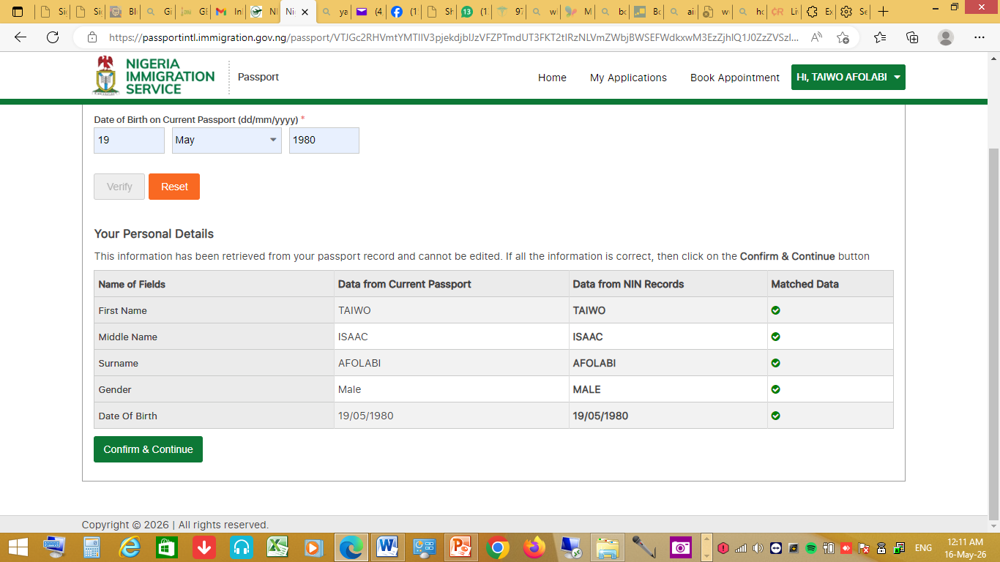 Si
Si
Bl
Gi
GE
In
NI
Ni
ya
(4
(1
Sh
13
(1
97
wl
M
bo
Bo
ai
w
ho
Li
Ex
Se
https://passportintl.immigration.gov.ng/passport/
NIGERIA
IMMIGRATION
SERVICE
Passport
Home My Applications Book Appointment HI, TAIWO AFOLABI
Date of Birth on Current Passport (dd/mm/yyyy) *
19 May 1980
Verify Reset
Your Personal Details
This information has been retrieved from your passport record and cannot be edited. If all the information is correct, then click on the Confirm & Continue button
Name of Fields Data from Current Passport Data from NIN Records Matched Data
First Name TAIWO TAIWO
Middle Name ISAAC ISAAC
Surname AFOLABI AFOLABI
Gender Male MALE
Date Of Birth 19/05/1980 19/05/1980
Confirm & Continue
Copyright © 2026 | All rights reserved.
ENG
12:11 AM
16-May-26